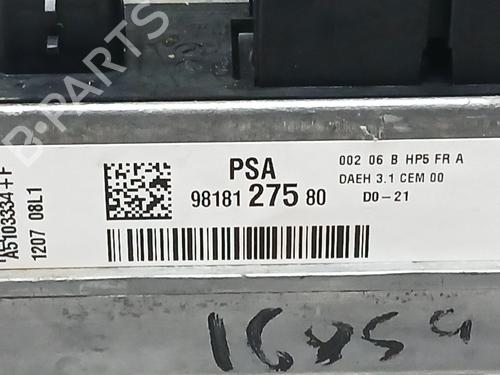 PSA
98181 275 80
002 06 B HP5 FR A
DAEH 3.1 CEM 00
D0-21
A5103334+F
1207 08L1
B-PARTS